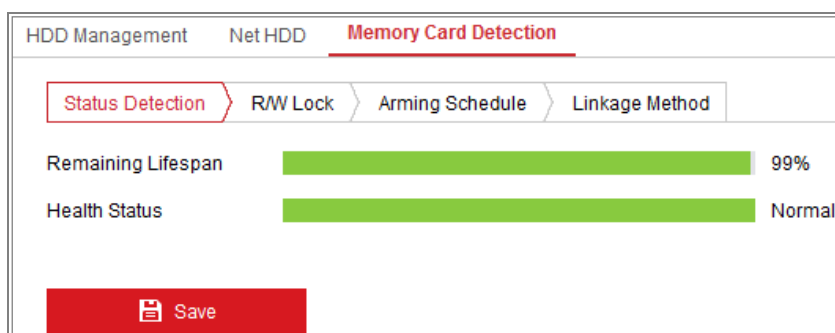 HDD Management Net HDD Memory Card Detection
Status Detection R/W Lock Arming Schedule Linkage Method
Remaining Lifespan 99%
Health Status Normal
Save